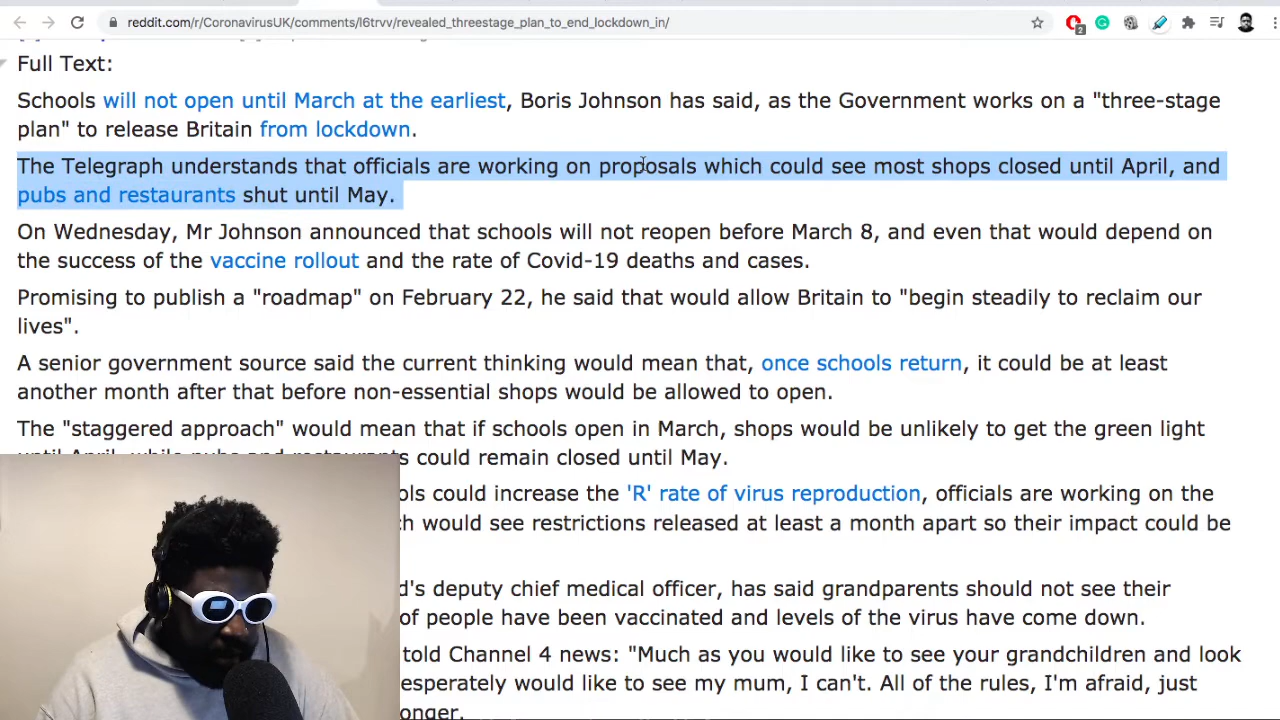 reddit.com/r/CoronavirusUK/comments/l6trvv/revealed_threestage_plan_to_end_lockdown_in/
2
Full Text:
Schools will not open until March at the earliest, Boris Johnson has said, as the Government works on a "three-stage
plan" to release Britain from lockdown.
The Telegraph understands that officials are working on proposals which could see most shops closed until April, and
pubs and restaurants shut until May.
On Wednesday, Mr Johnson announced that schools will not reopen before March 8, and even that would depend on
the success of the vaccine rollout and the rate of Covid-19 deaths and cases.
Promising to publish a "roadmap" on February 22, he said that would allow Britain to "begin steadily to reclaim our
lives".
A senior government source said the current thinking would mean that, once schools return, it could be at least
another month after that before non-essential shops would be allowed to open.
The "staggered approach" would mean that if schools open in March, shops would be unlikely to get the green light
until April, while pubs and restaurants could remain closed until May.
ols could increase the 'R' rate of virus reproduction, officials are working on the
ch would see restrictions released at least a month apart so their impact could be
d's deputy chief medical officer, has said grandparents should not see their
of people have been vaccinated and levels of the virus have come down.
told Channel 4 news: "Much as you would like to see your grandchildren and look
esperately would like to see my mum, I can't. All of the rules, I'm afraid, just
onger.